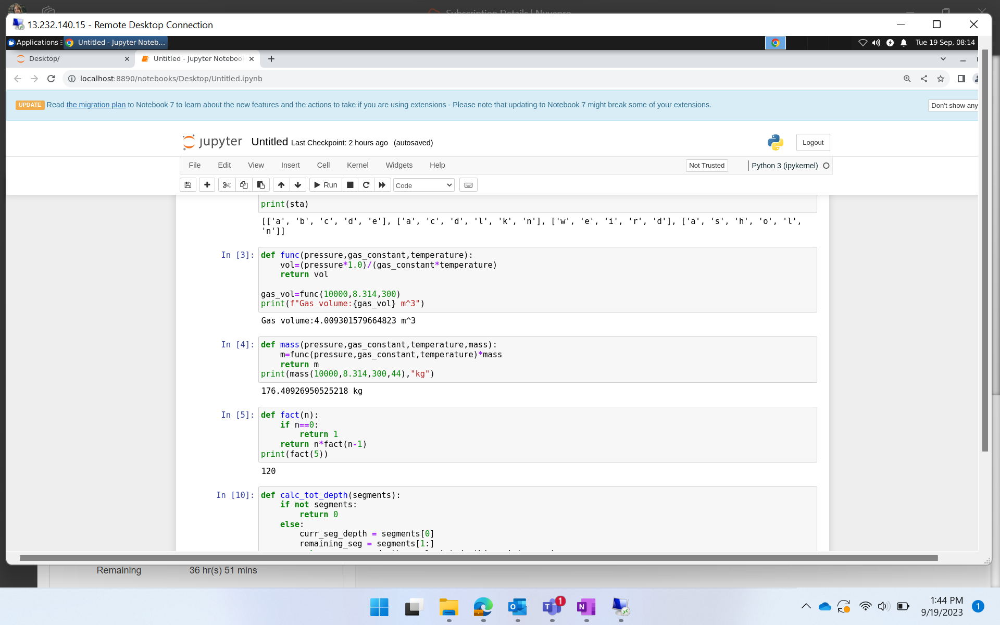 Subscription Details | Nuvepro
13.232.140.15 - Remote Desktop Connection
Applications
Untitled - Jupyter Noteb...
Tue 19 Sep, 08:14
Desktop/
Untitled - Jupyter Notebook
localhost:8890/notebooks/Desktop/Untitled.ipynb
UPDATE Read the migration plan to Notebook 7 to learn about the new features and the actions to take if you are using extensions - Please note that updating to Notebook 7 might break some of your extensions.
Don't show any
jupyter Untitled Last Checkpoint: 2 hours ago (autosaved)
Logout
File Edit View Insert Cell Kernel Widgets Help
Not Trusted
Python 3 (ipykernel)
Run
Code
print(sta)
[['a', 'b', 'c', 'd', 'e'], ['a', 'c', 'd', 'l', 'k', 'n'], ['w', 'e', 'i', 'r', 'd'], ['a', 's', 'h', 'o', 'l',
'n']]
In [3]: def func(pressure,gas_constant,temperature):
    vol=(pressure*1.0)/(gas_constant*temperature)
    return vol
gas_vol=func(10000,8.314,300)
print(f"Gas volume:{gas_vol} m^3")
Gas volume:4.009301579664823 m^3
In [4]: def mass(pressure,gas_constant,temperature,mass):
    m=func(pressure,gas_constant,temperature)*mass
    return m
print(mass(10000,8.314,300,44),"kg")
176.40926950525218 kg
In [5]: def fact(n):
    if n==0:
        return 1
    return n*fact(n-1)
print(fact(5))
120
In [10]: def calc_tot_depth(segments):
    if not segments:
        return 0
    else:
        curr_seg_depth = segments[0]
        remaining_seg = segments[1:]
Remaining 36 hr(s) 51 mins
1
1:44 PM
9/19/2023
1